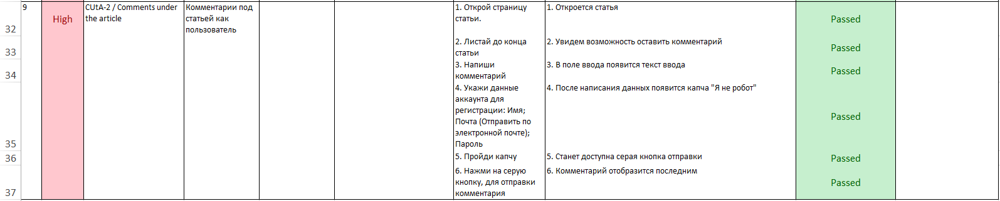 9
High
CUtA-2 / Comments under
the article
Комментарии под
статьей как
пользователь
1. Открой страницу
статьи.
1. Откроется статья
Passed
32
2. Листай до конца
статьи
2. Увидем возможность оставить комментарий
Passed
33
3. Напиши
комментарий
3. В поле ввода появится текст ввода
Passed
34
4. Укажи данные
аккаунта для
регистрации: Имя;
Почта (Отправить по
электронной почте);
Пароль
4. После написания данных появится капча "Я не робот"
Passed
35
5. Пройди капчу
5. Станет доступна серая кнопка отправки
Passed
36
6. Нажми на серую
кнопку, для отправки
комментария
6. Комментарий отобразится последним
Passed
37